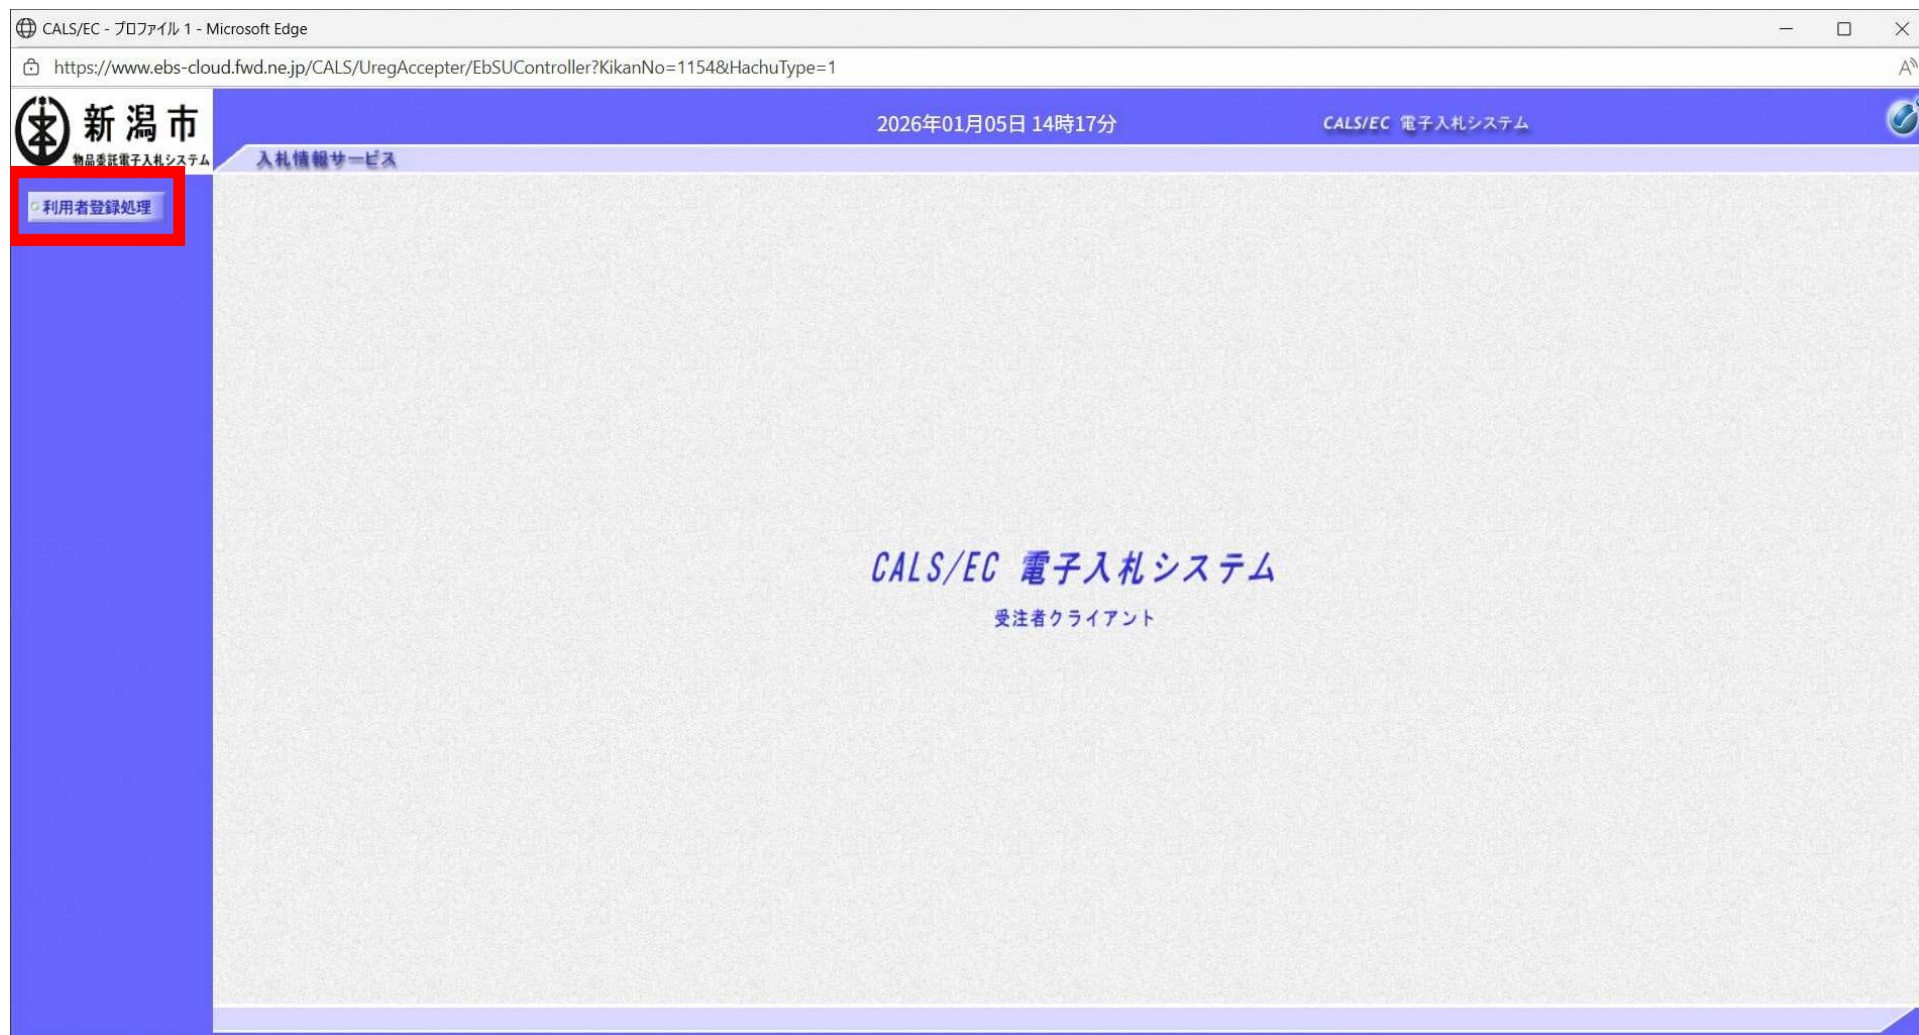 CALS/EC - プロファイル 1 - Microsoft Edge
https://www.ebs-cloud.fwd.ne.jp/CALS/UregAccepter/EbSUController?KikanNo=1154&HachuType=1
新潟市
物品委託電子入札システム
2026年01月05日 14時17分
CALS/EC 電子入札システム
入札情報サービス
利用者登録処理
CALS/EC 電子入札システム
受注者クライアント